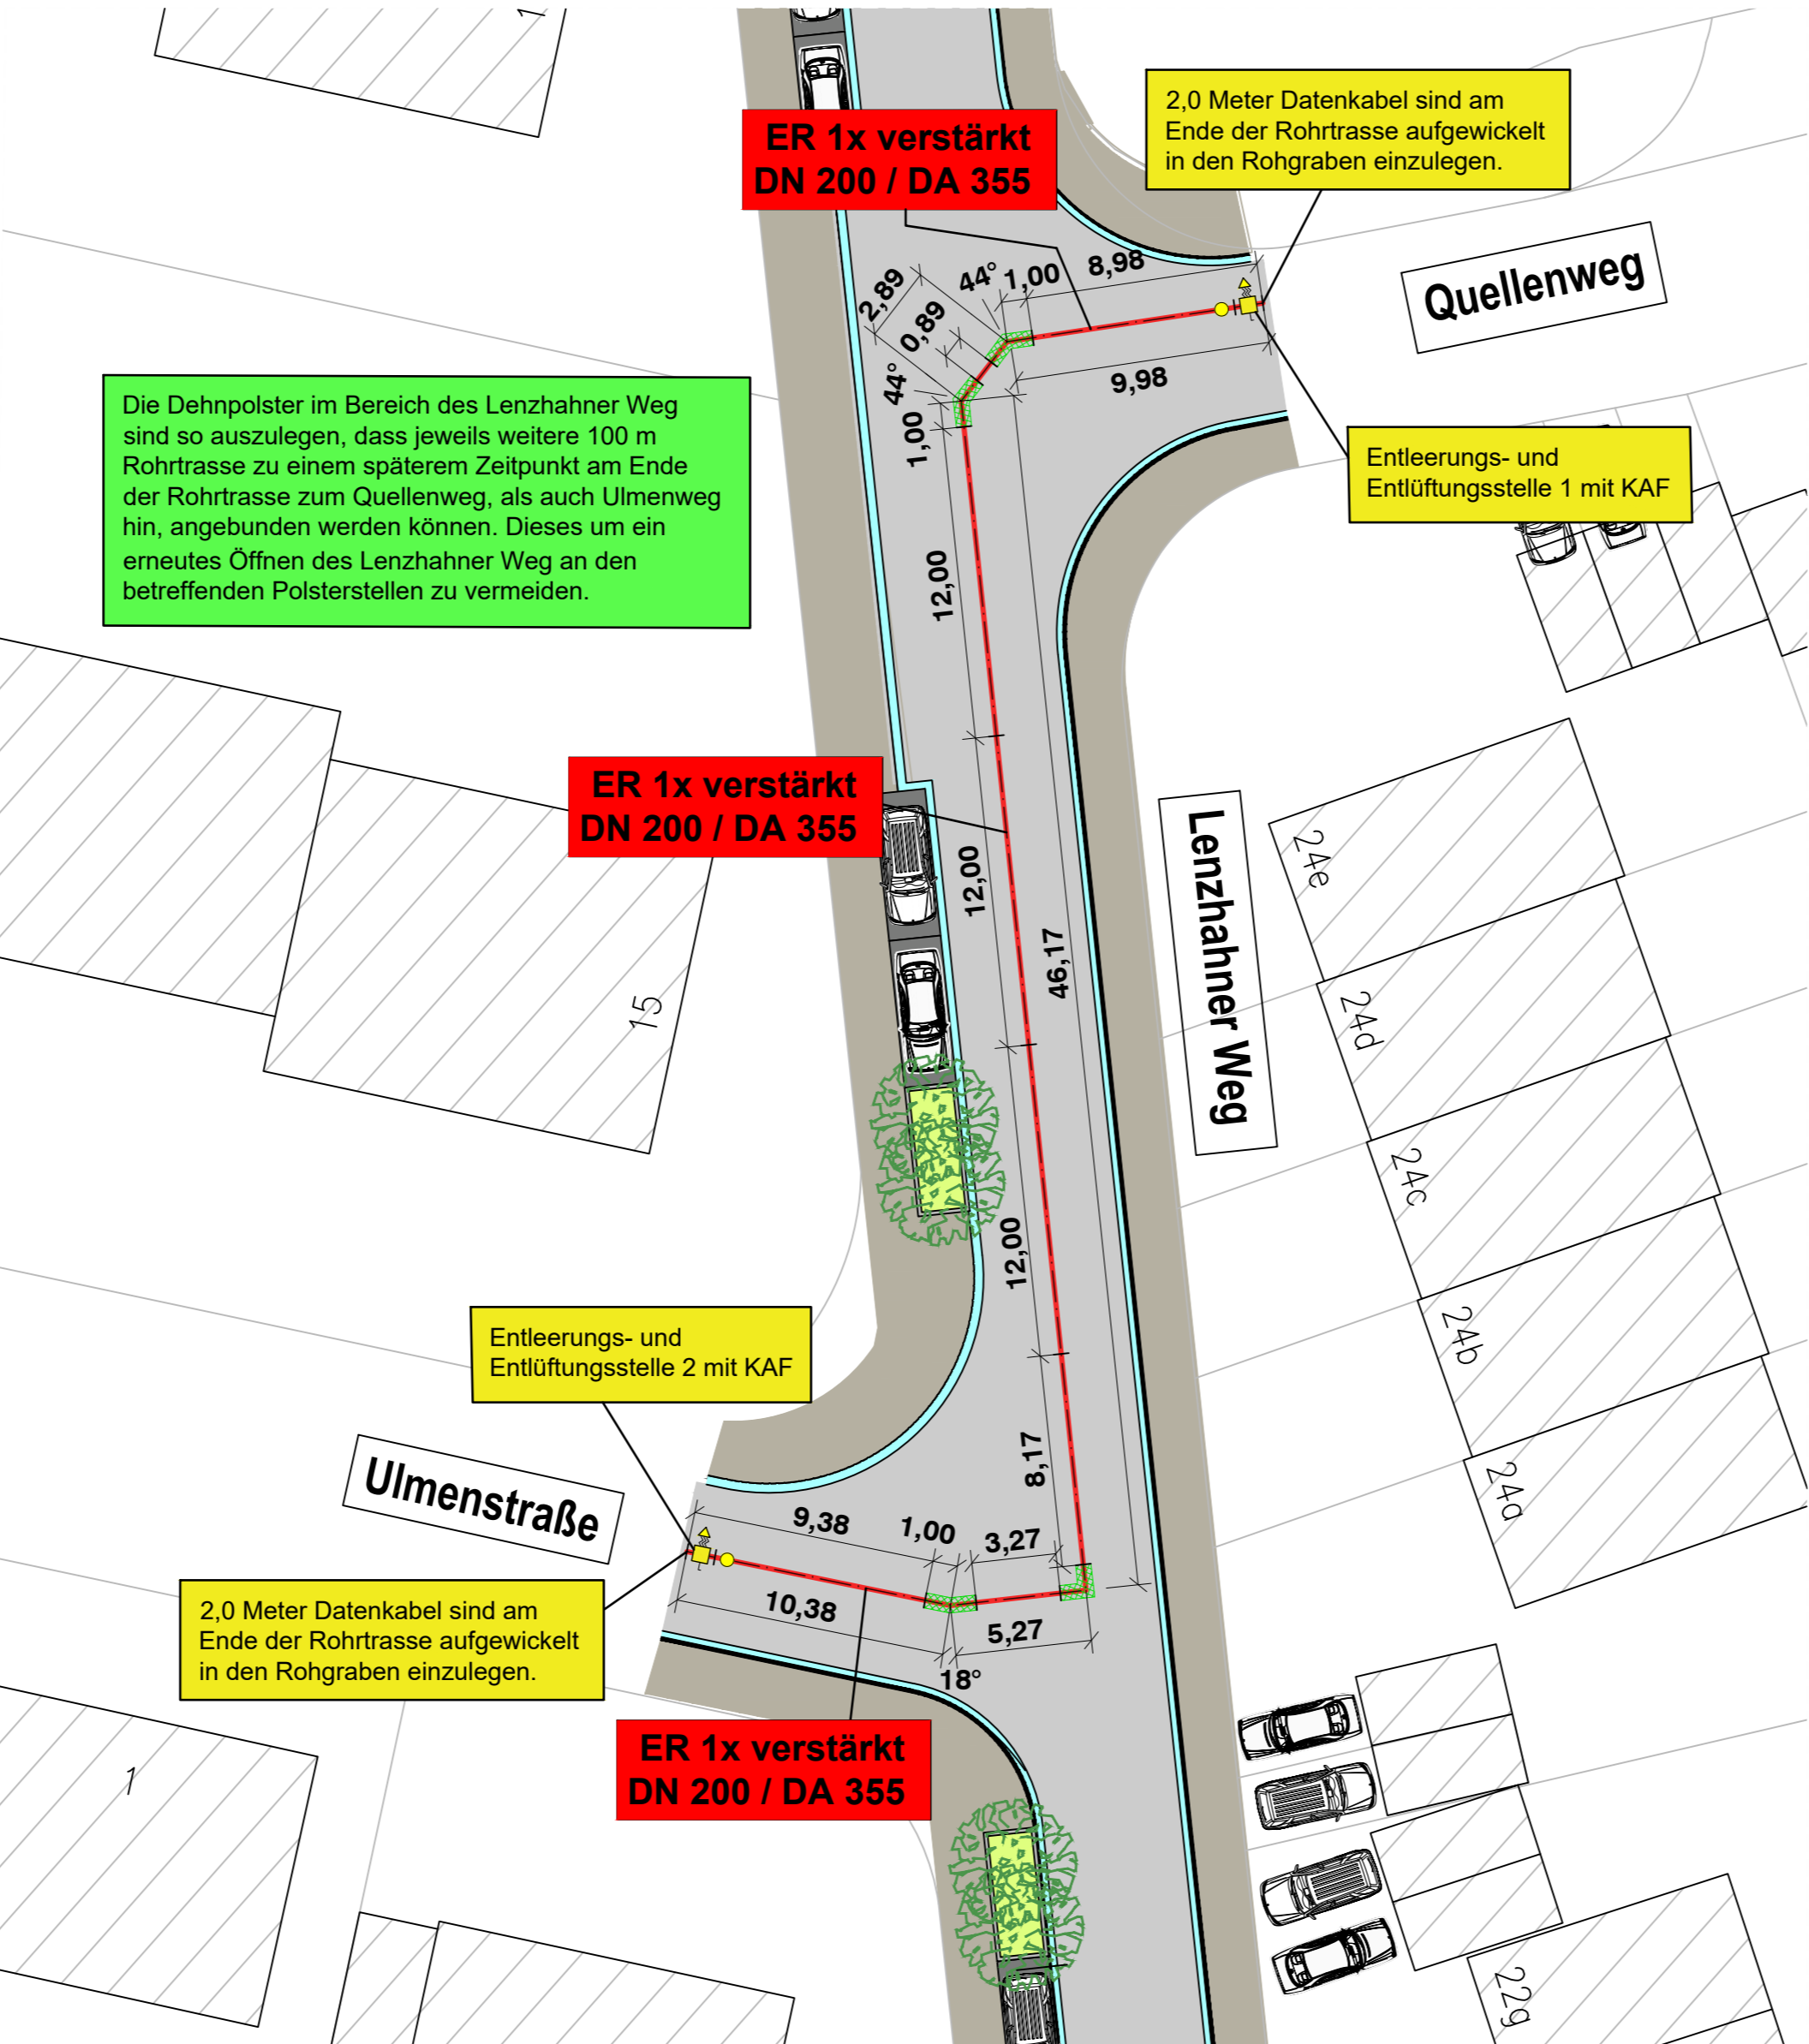 1
ER 1x verstärkt
DN 200 / DA 355
2,0 Meter Datenkabel sind am
Ende der Rohrtrasse aufgewickelt
in den Rohgraben einzulegen.
Quellenweg
44°
1,00
8,98
2,89
0,89
9,98
44°
1,00
Die Dehnpolster im Bereich des Lenzhahner Weg
sind so auszulegen, dass jeweils weitere 100 m
Rohrtrasse zu einem späterem Zeitpunkt am Ende
der Rohrtrasse zum Quellenweg, als auch Ulmenweg
hin, angebunden werden können. Dieses um ein
erneutes Öffnen des Lenzhahner Weg an den
betreffenden Polsterstellen zu vermeiden.
Entleerungs- und
Entlüftungsstelle 1 mit KAF
12,00
ER 1x verstärkt
DN 200 / DA 355
12,00
46,17
Lenzhahner Weg
24e
24d
24c
24b
24a
15
12,00
Entleerungs- und
Entlüftungsstelle 2 mit KAF
8,17
Ulmenstraße
9,38
1,00
3,27
10,38
5,27
18°
2,0 Meter Datenkabel sind am
Ende der Rohrtrasse aufgewickelt
in den Rohgraben einzulegen.
ER 1x verstärkt
DN 200 / DA 355
1
22g